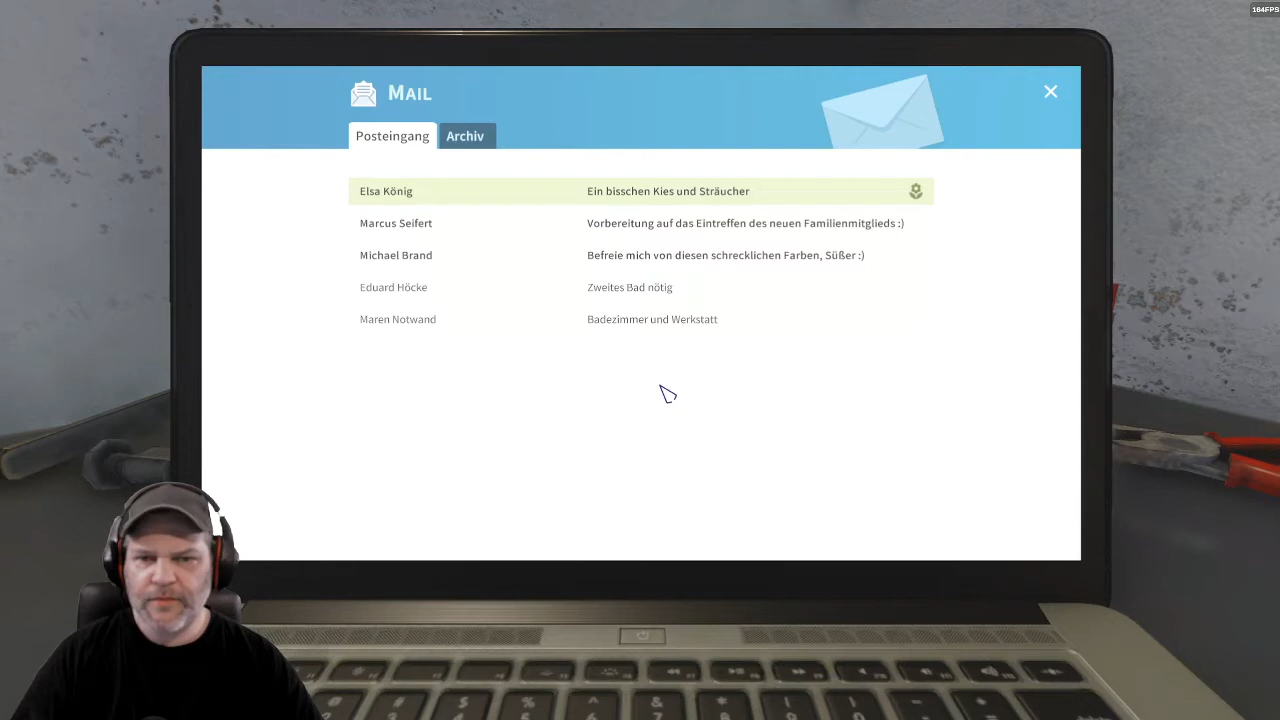 164FPS
MAIL
Posteingang Archiv
Elsa König Ein bisschen Kies und Sträucher
Marcus Seifert Vorbereitung auf das Eintreffen des neuen Familienmitglieds :)
Michael Brand Befreie mich von diesen schrecklichen Farben, Süßer :)
Eduard Höcke Zweites Bad nötig
Maren Notwand Badezimmer und Werkstatt